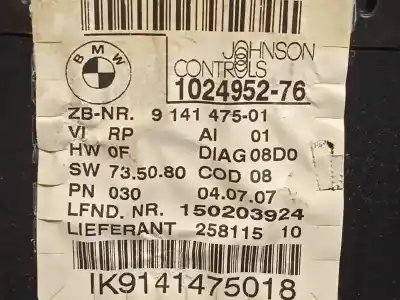 BMW
JOHNSON
CONTROLS
1024952-76
ZB-NR. 9 141 475-01
VI RP AI 01
HW 0F DIAG 08D0
SW 73.50.80 COD 08
PN 030 04.07.07
LFND. NR. 150203924
LIEFERANT 258115 10
IK9141475018